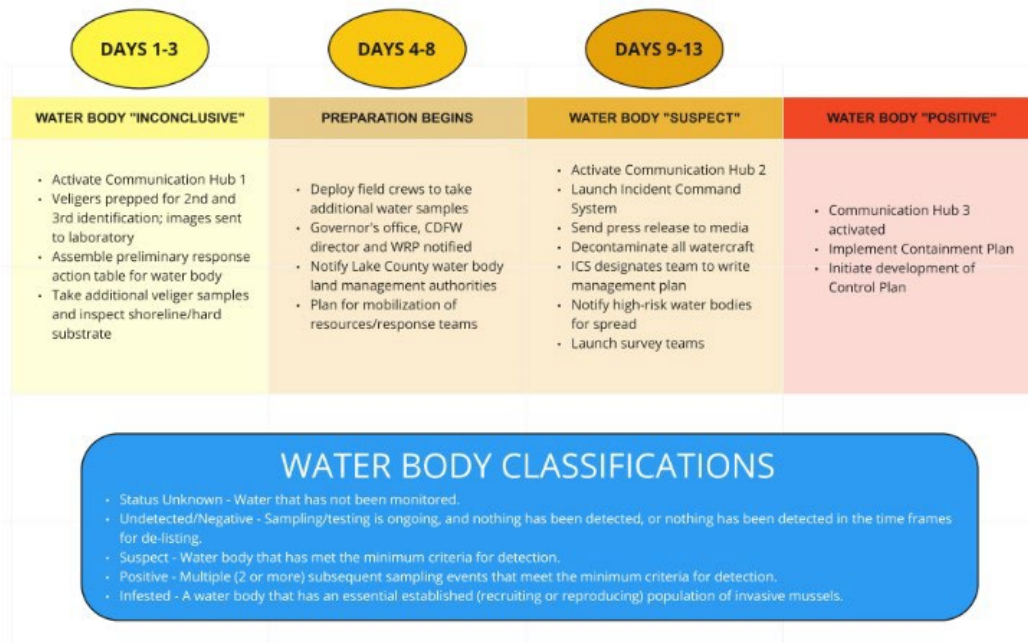 DAYS 1-3
DAYS 4-8
DAYS 9-13
WATER BODY "INCONCLUSIVE"
• Activate Communication Hub 1
• Veligers prepped for 2nd and
3rd identification; images sent
to laboratory
• Assemble preliminary response
action table for water body
• Take additional veliger samples
and inspect shoreline/hard
substrate
PREPARATION BEGINS
• Deploy field crews to take
additional water samples
• Governor's office, CDFW
director and WRP notified
• Notify Lake County water body
land management authorities
• Plan for mobilization of
resources/response teams
WATER BODY "SUSPECT"
• Activate Communication Hub 2
• Launch Incident Command
System
• Send press release to media
• Decontaminate all watercraft
• ICS designates team to write
management plan
• Notify high-risk water bodies
for spread
• Launch survey teams
WATER BODY "POSITIVE"
• Communication Hub 3
activated
• Implement Containment Plan
• Initiate development of
Control Plan
WATER BODY CLASSIFICATIONS
• Status Unknown - Water that has not been monitored.
• Undetected/Negative - Sampling/testing is ongoing, and nothing has been detected, or nothing has been detected in the time frames
for de-listing.
• Suspect - Water body that has met the minimum criteria for detection.
• Positive - Multiple (2 or more) subsequent sampling events that meet the minimum criteria for detection.
• Infested - A water body that has an essential established (recruiting or reproducing) population of invasive mussels.